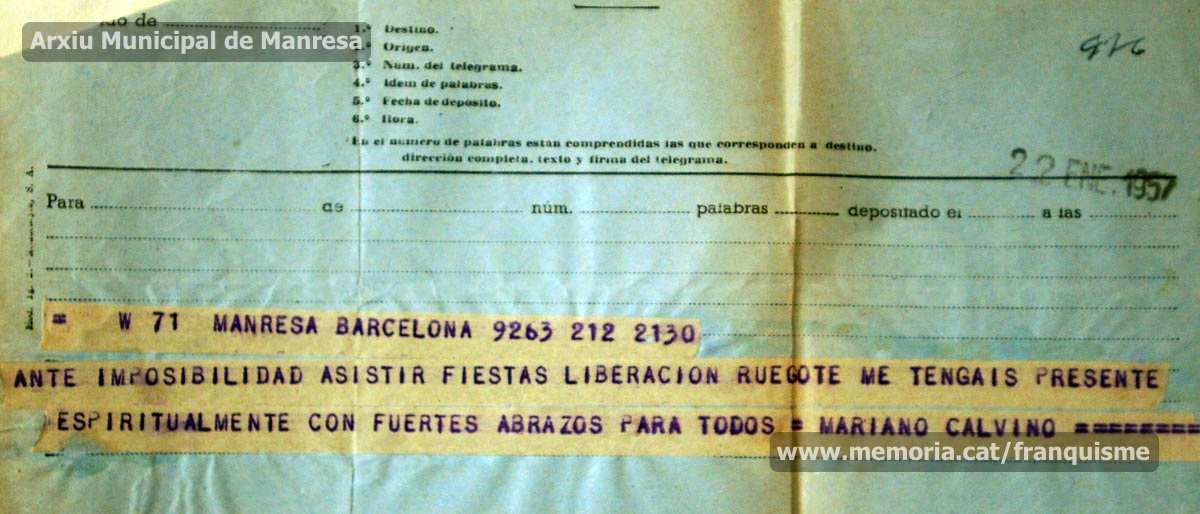 do de
Arxiu Municipal de Manresa
1.º Destino.
2.º Origen.
3.º Núm. del telegrama.
4.º Idem de palabras.
5.º Fecha de depósito.
6.º Hora.
En el número de palabras están comprendidas las que corresponden a destino,
dirección completa, texto y firma del telegrama.
22 ENE. 1957
Para de núm. palabras depositado el a las
= W 71 MANRESA BARCELONA 9263 212 2130
ANTE IMPOSIBILIDAD ASISTIR FIESTAS LIBERACION RUEGOTE ME TENGAIS PRESENTE
ESPIRITUALMENTE CON FUERTES ABRAZOS PARA TODOS = MARIANO CALVINO ========
www.memoria.cat/franquisme